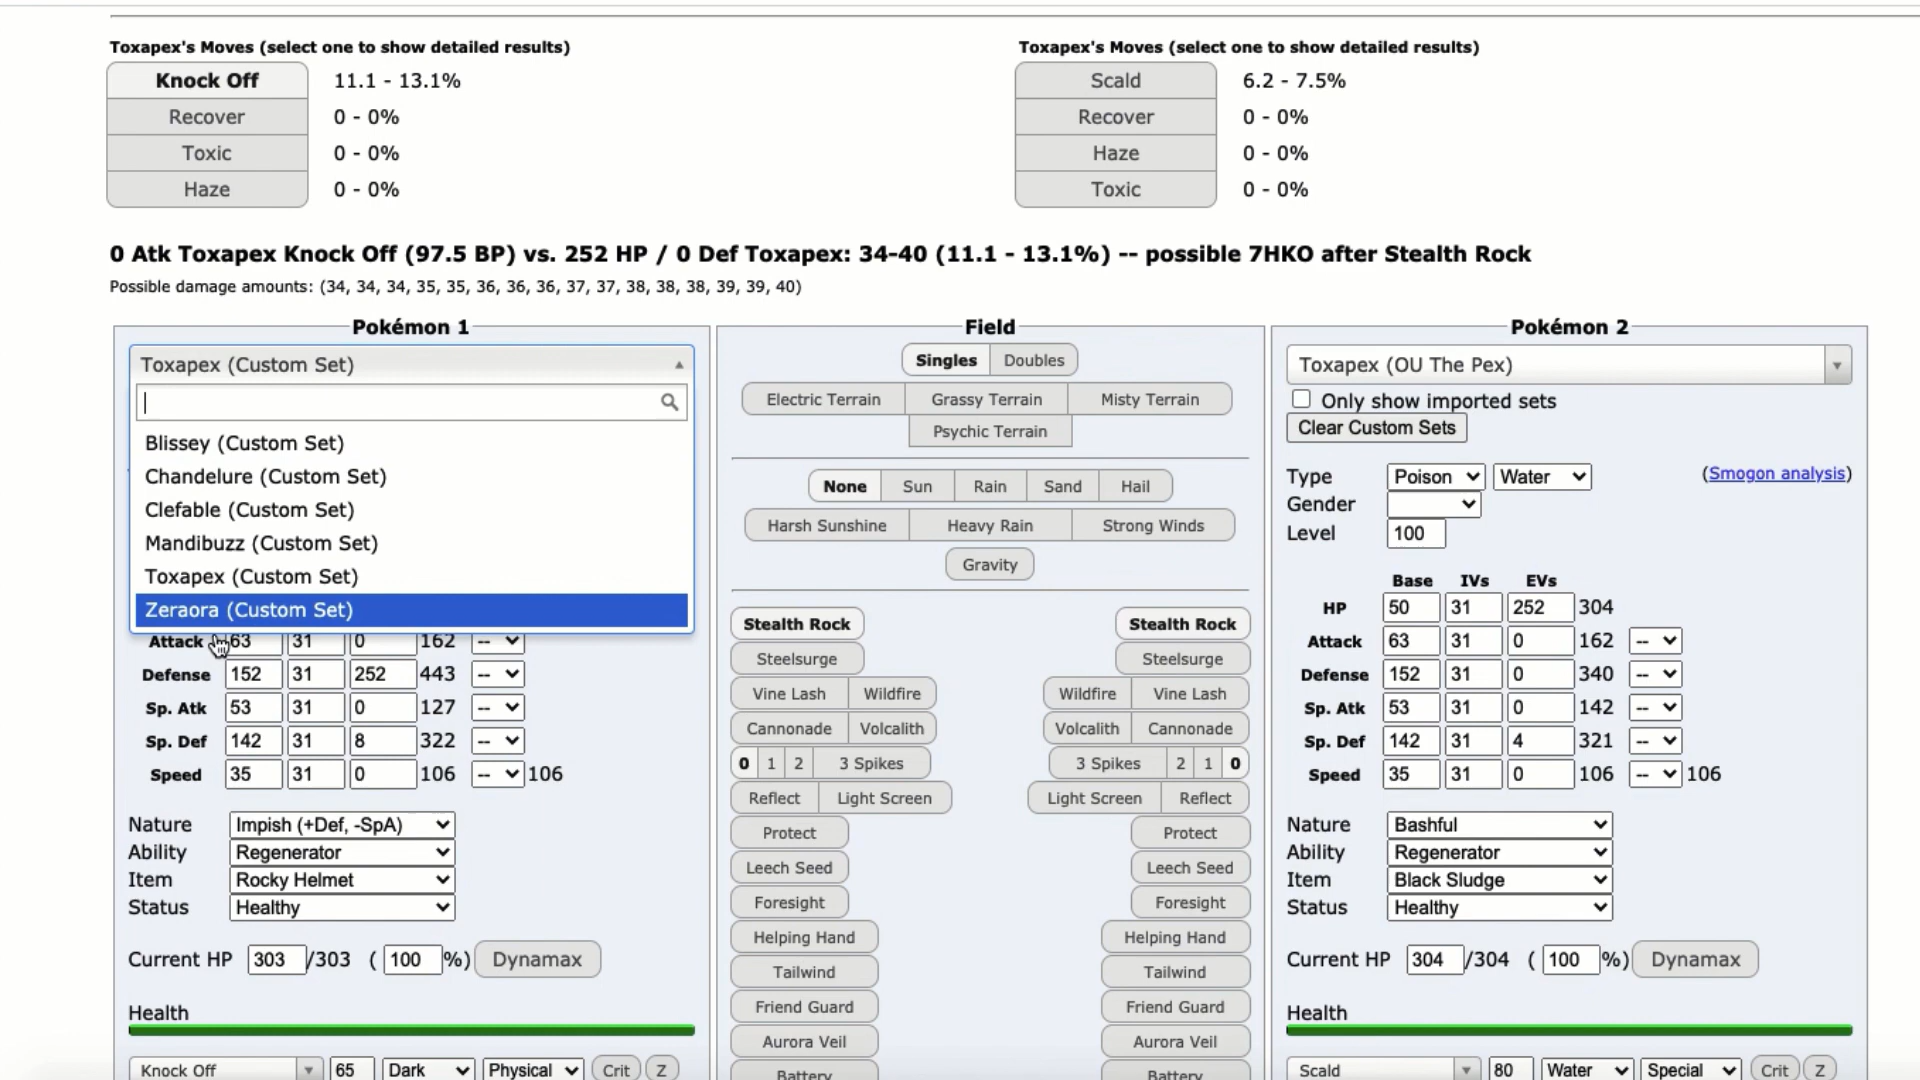 Toxapex's Moves (select one to show detailed results)
Knock Off 11.1 - 13.1%
Recover 0 - 0%
Toxic 0 - 0%
Haze 0 - 0%
Toxapex's Moves (select one to show detailed results)
Scald 6.2 - 7.5%
Recover 0 - 0%
Haze 0 - 0%
Toxic 0 - 0%
0 Atk Toxapex Knock Off (97.5 BP) vs. 252 HP / 0 Def Toxapex: 34-40 (11.1 - 13.1%) -- possible 7HKO after Stealth Rock
Possible damage amounts: (34, 34, 34, 35, 35, 36, 36, 36, 37, 37, 38, 38, 38, 39, 39, 40)
Pokémon 1
Toxapex (Custom Set)
Blissey (Custom Set)
Chandelure (Custom Set)
Clefable (Custom Set)
Mandibuzz (Custom Set)
Toxapex (Custom Set)
Zeraora (Custom Set)
Attack 63 31 0 162 --
Defense 152 31 252 443 --
Sp. Atk 53 31 0 127 --
Sp. Def 142 31 8 322 --
Speed 35 31 0 106 -- 106
Nature Impish (+Def, -SpA)
Ability Regenerator
Item Rocky Helmet
Status Healthy
Current HP 303 /303 ( 100 %) Dynamax
Health
Knock Off 65 Dark Physical Crit Z
Field
Singles Doubles
Electric Terrain Grassy Terrain Misty Terrain
Psychic Terrain
None Sun Rain Sand Hail
Harsh Sunshine Heavy Rain Strong Winds
Gravity
Stealth Rock Stealth Rock
Steelsurge Steelsurge
Vine Lash Wildfire Wildfire Vine Lash
Cannonade Volcalith Volcalith Cannonade
0 1 2 3 Spikes 3 Spikes 2 1 0
Reflect Light Screen Light Screen Reflect
Protect Protect
Leech Seed Leech Seed
Foresight Foresight
Helping Hand Helping Hand
Tailwind Tailwind
Friend Guard Friend Guard
Aurora Veil Aurora Veil
Battery Battery
Pokémon 2
Toxapex (OU The Pex)
Only show imported sets
Clear Custom Sets
Type Poison Water (Smogon analysis)
Gender
Level 100
Base IVs EVs
HP 50 31 252 304
Attack 63 31 0 162 --
Defense 152 31 0 340 --
Sp. Atk 53 31 0 142 --
Sp. Def 142 31 4 321 --
Speed 35 31 0 106 -- 106
Nature Bashful
Ability Regenerator
Item Black Sludge
Status Healthy
Current HP 304 /304 ( 100 %) Dynamax
Health
Scald 80 Water Special Crit Z